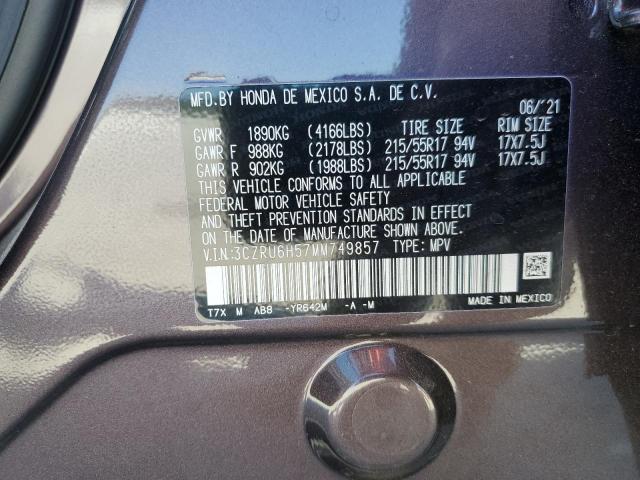 MFD.BY HONDA DE MEXICO S.A. DE C.V.
06/'21
GVWR 1890KG (4166LBS) TIRE SIZE RIM SIZE
GAWR F 988KG (2178LBS) 215/55R17 94V 17X7.5J
GAWR R 902KG (1988LBS) 215/55R17 94V 17X7.5J
THIS VEHICLE CONFORMS TO ALL APPLICABLE
FEDERAL MOTOR VEHICLE SAFETY
AND THEFT PREVENTION STANDARDS IN EFFECT
ON THE DATE OF MANUFACTURE SHOWN ABOVE.
V.I.N:3CZRU6H57MM749857 TYPE: MPV
T7X M AB8 -YR642M -A -M MADE IN MEXICO